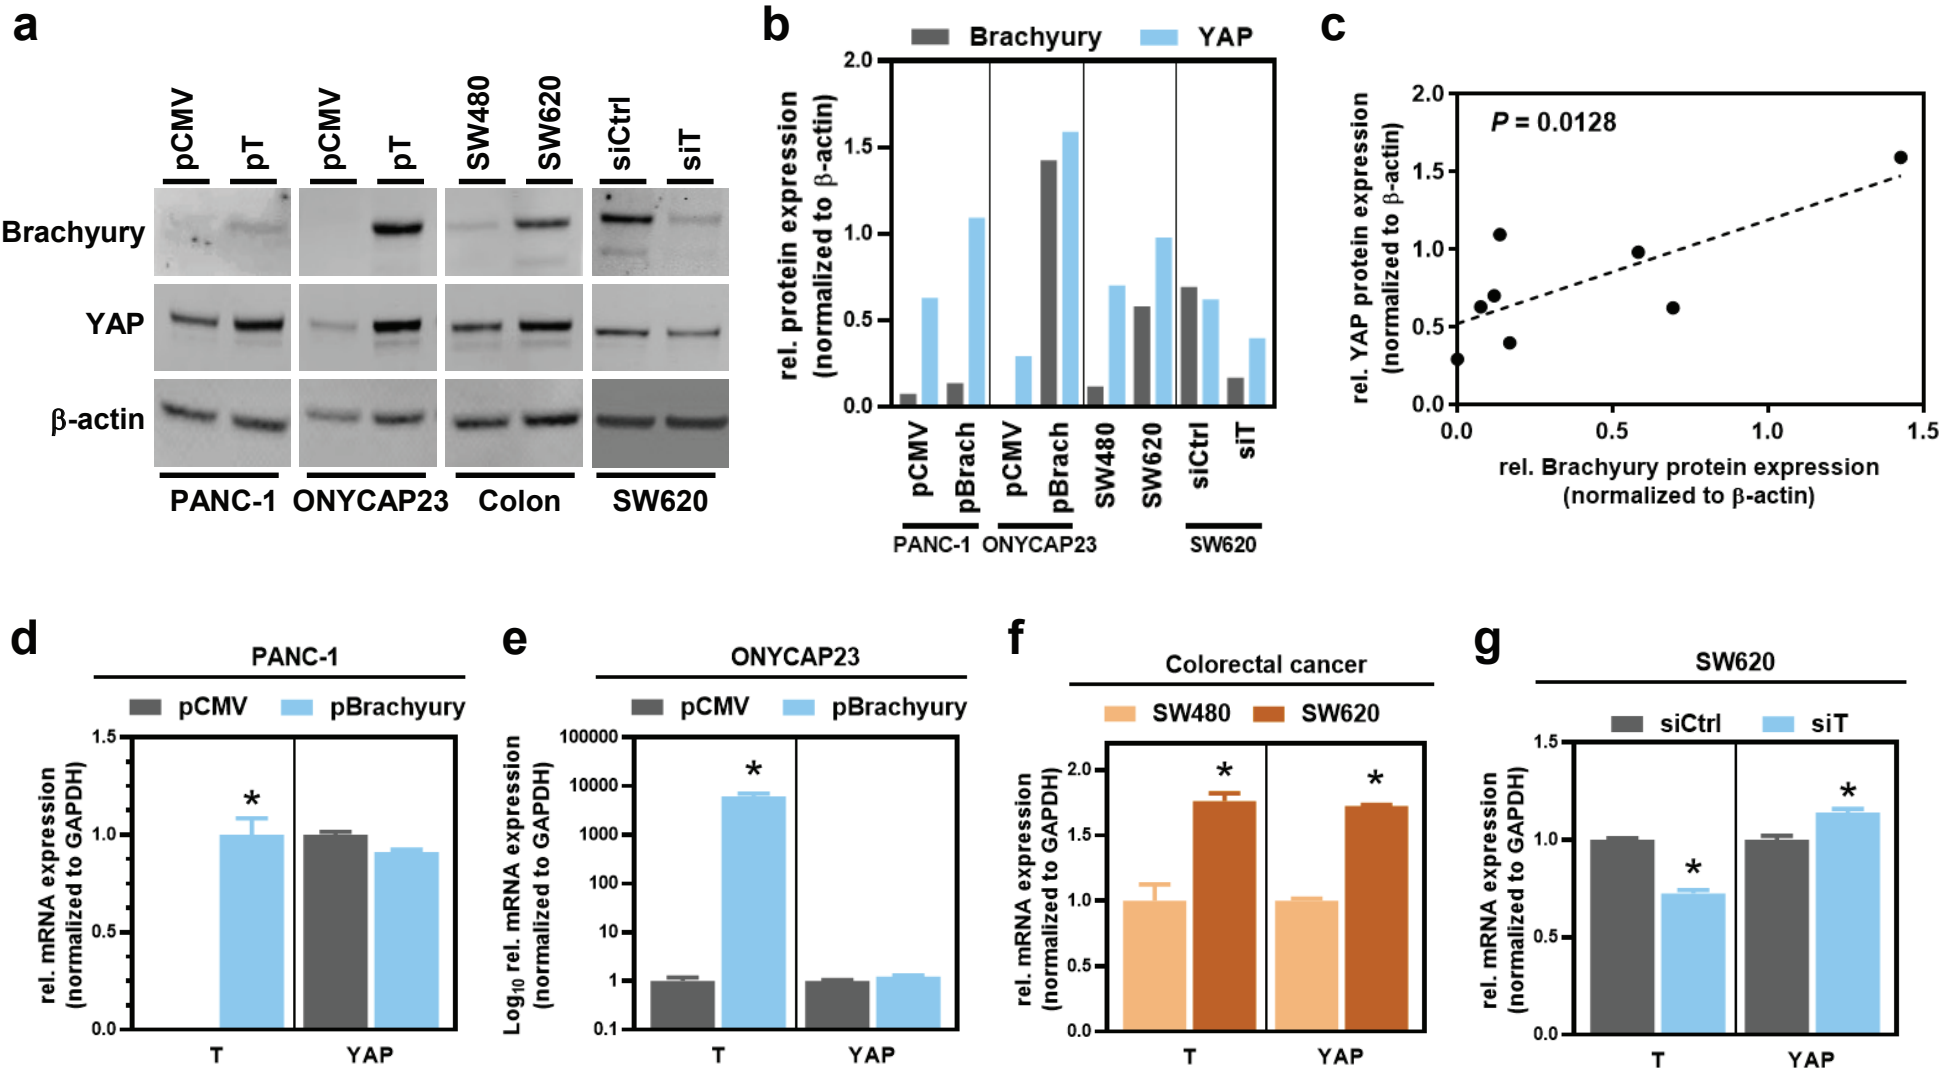 a
pCMV
pT
pCMV
pT
SW480
SW620
siCtrl
siT
Brachyury
YAP
β-actin
PANC-1
ONYCAP23
Colon
SW620
b
Brachyury
YAP
rel. protein expression
(normalized to β-actin)
2.0
1.5
1.0
0.5
0.0
pCMV
pBrach
pCMV
pBrach
SW480
SW620
siCtrl
siT
PANC-1
ONYCAP23
SW620
c
P = 0.0128
rel. YAP protein expression
(normalized to β-actin)
2.0
1.5
1.0
0.5
0.0
0.0
0.5
1.0
1.5
rel. Brachyury protein expression
(normalized to β-actin)
d
PANC-1
pCMV
pBrachyury
rel. mRNA expression
(normalized to GAPDH)
1.5
1.0
0.5
0.0
*
T
YAP
e
ONYCAP23
pCMV
pBrachyury
Log10 rel. mRNA expression
(normalized to GAPDH)
100000
10000
1000
100
10
1
0.1
*
T
YAP
f
Colorectal cancer
SW480
SW620
rel. mRNA expression
(normalized to GAPDH)
2.0
1.5
1.0
0.5
0.0
*
*
T
YAP
g
SW620
siCtrl
siT
rel. mRNA expression
(normalized to GAPDH)
1.5
1.0
0.5
0.0
*
*
T
YAP